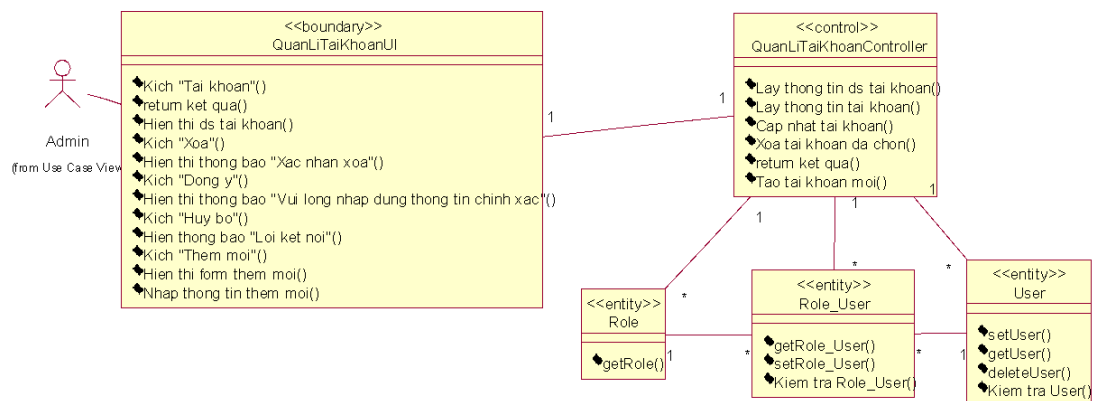 Admin
(from Use Case View
<<boundary>>
QuanLiTaiKhoanUI
Kich "Tai khoan"()
return ket qua()
Hien thi ds tai khoan()
Kich "Xoa"()
Hien thi thong bao "Xac nhan xoa"()
Kich "Dong y"()
Hien thi thong bao "Vui long nhap dung thong tin chinh xac"()
Kich "Huy bo"()
Hien thong bao "Loi ket noi"()
Kich "Them moi"()
Hien thi form them moi()
Nhap thong tin them moi()
1
1
<<control>>
QuanLiTaiKhoanController
Lay thong tin ds tai khoan()
Lay thong tin tai khoan()
Cap nhat tai khoan()
Xoa tai khoan da chon()
return ket qua()
Tao tai khoan moi()
1
1
1
*
*
*
<<entity>>
Role
getRole()
1
*
<<entity>>
Role_User
getRole_User()
setRole_User()
Kiem tra Role_User()
*
1
<<entity>>
User
setUser()
getUser()
deleteUser()
Kiem tra User()